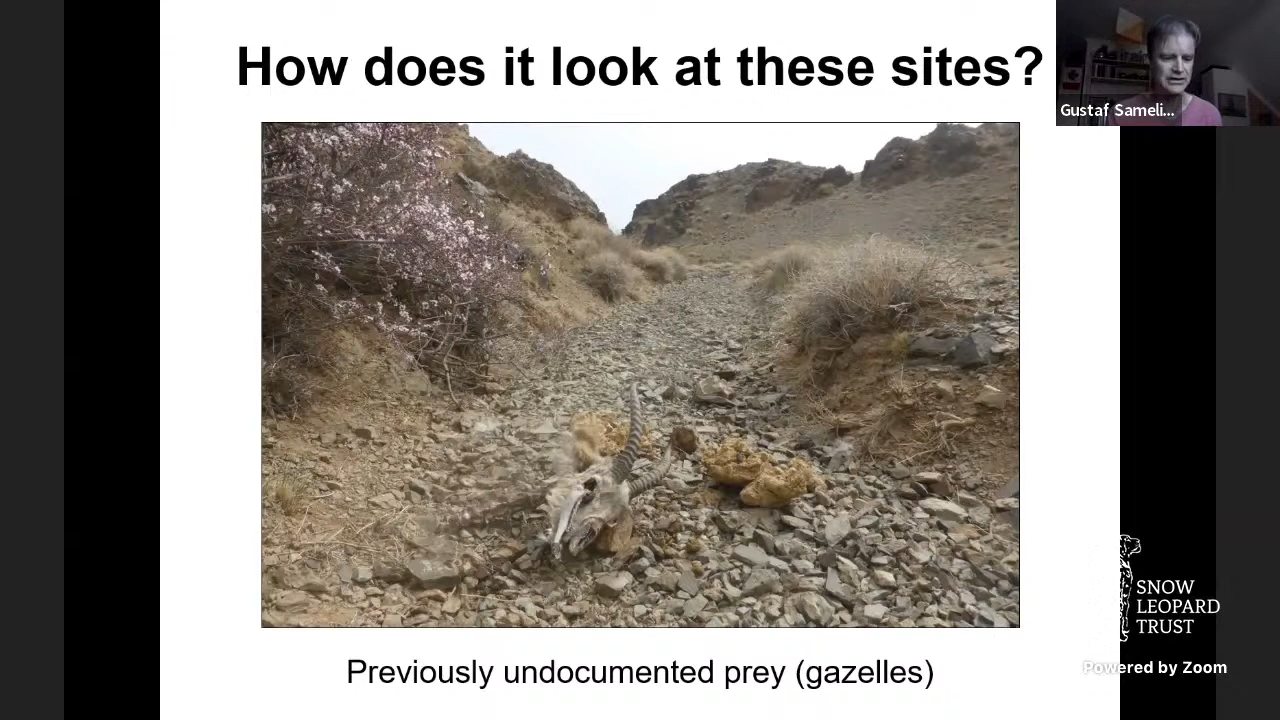 How does it look at these sites?
Gustaf Sameli...
Previously undocumented prey (gazelles)
SNOW
LEOPARD
TRUST
Powered by Zoom